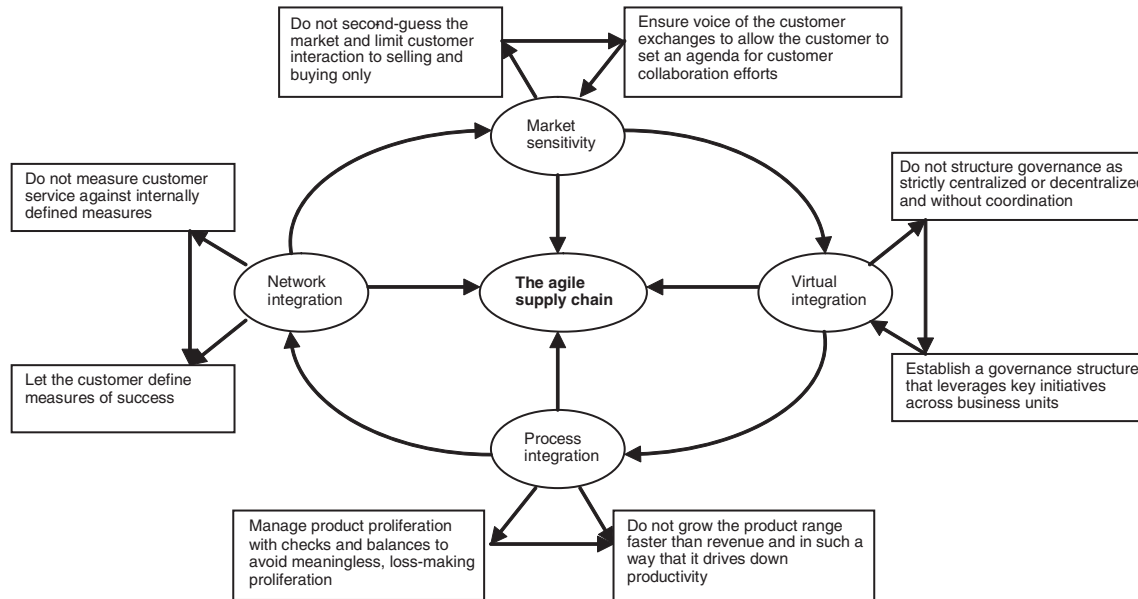 Do not second-guess the
market and limit customer
interaction to selling and
buying only
Ensure voice of the customer
exchanges to allow the customer to
set an agenda for customer
collaboration efforts
Market
sensitivity
Do not measure customer
service against internally
defined measures
Do not structure governance as
strictly centralized or decentralized
and without coordination
Network
integration
The agile
supply chain
Virtual
integration
Let the customer define
measures of success
Establish a governance structure
that leverages key initiatives
across business units
Process
integration
Manage product proliferation
with checks and balances to
avoid meaningless, loss-making
proliferation
Do not grow the product range
faster than revenue and in such a
way that it drives down
productivity